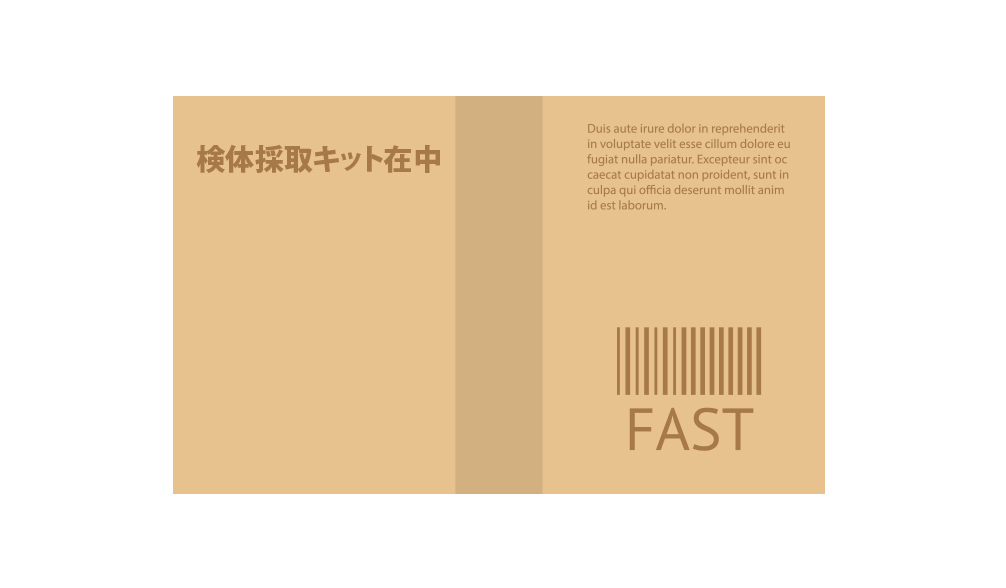 検体採取キット在中
Duis aute irure dolor in reprehenderit
in voluptate velit esse cillum dolore eu
fugiat nulla pariatur. Excepteur sint oc
caecat cupidatat non proident, sunt in
culpa qui officia deserunt mollit anim
id est laborum.
FAST